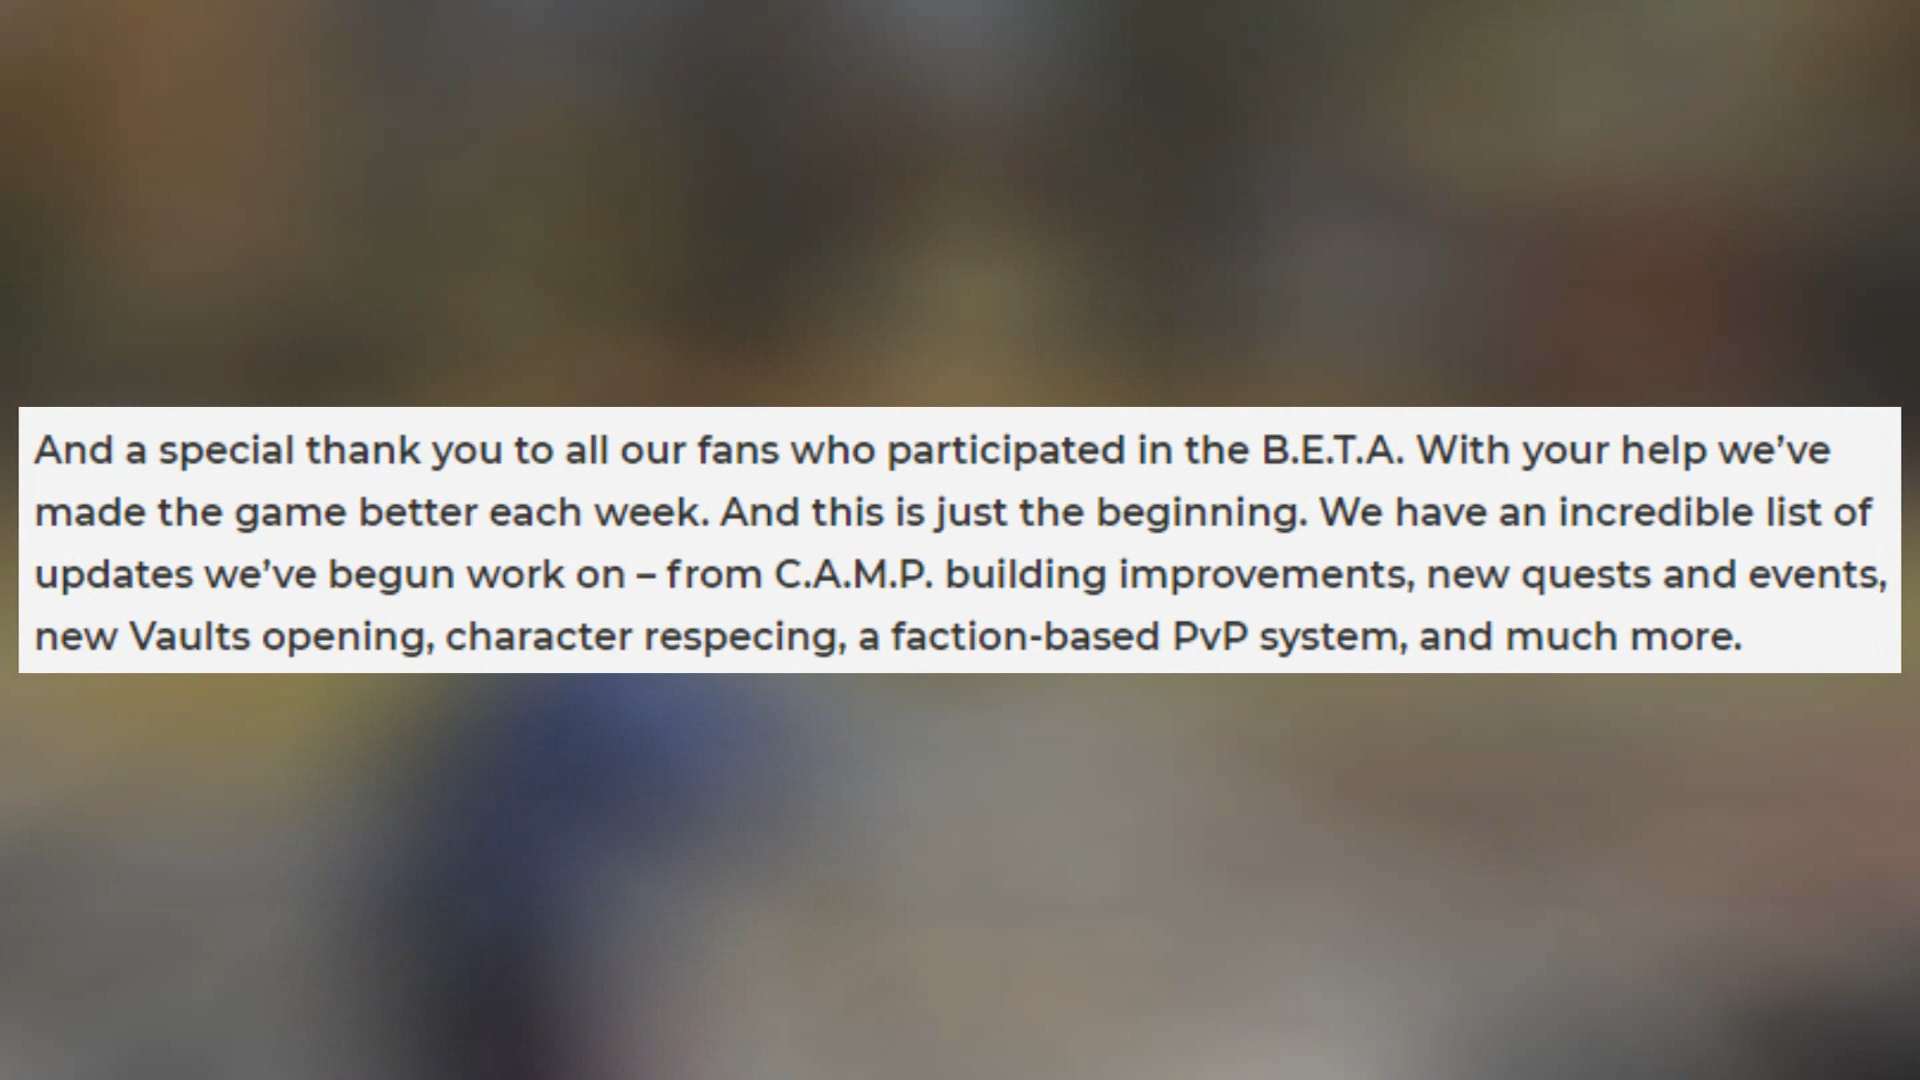 And a special thank you to all our fans who participated in the B.E.T.A. With your help we’ve
made the game better each week. And this is just the beginning. We have an incredible list of
updates we’ve begun work on – from C.A.M.P. building improvements, new quests and events,
new Vaults opening, character respecing, a faction-based PvP system, and much more.